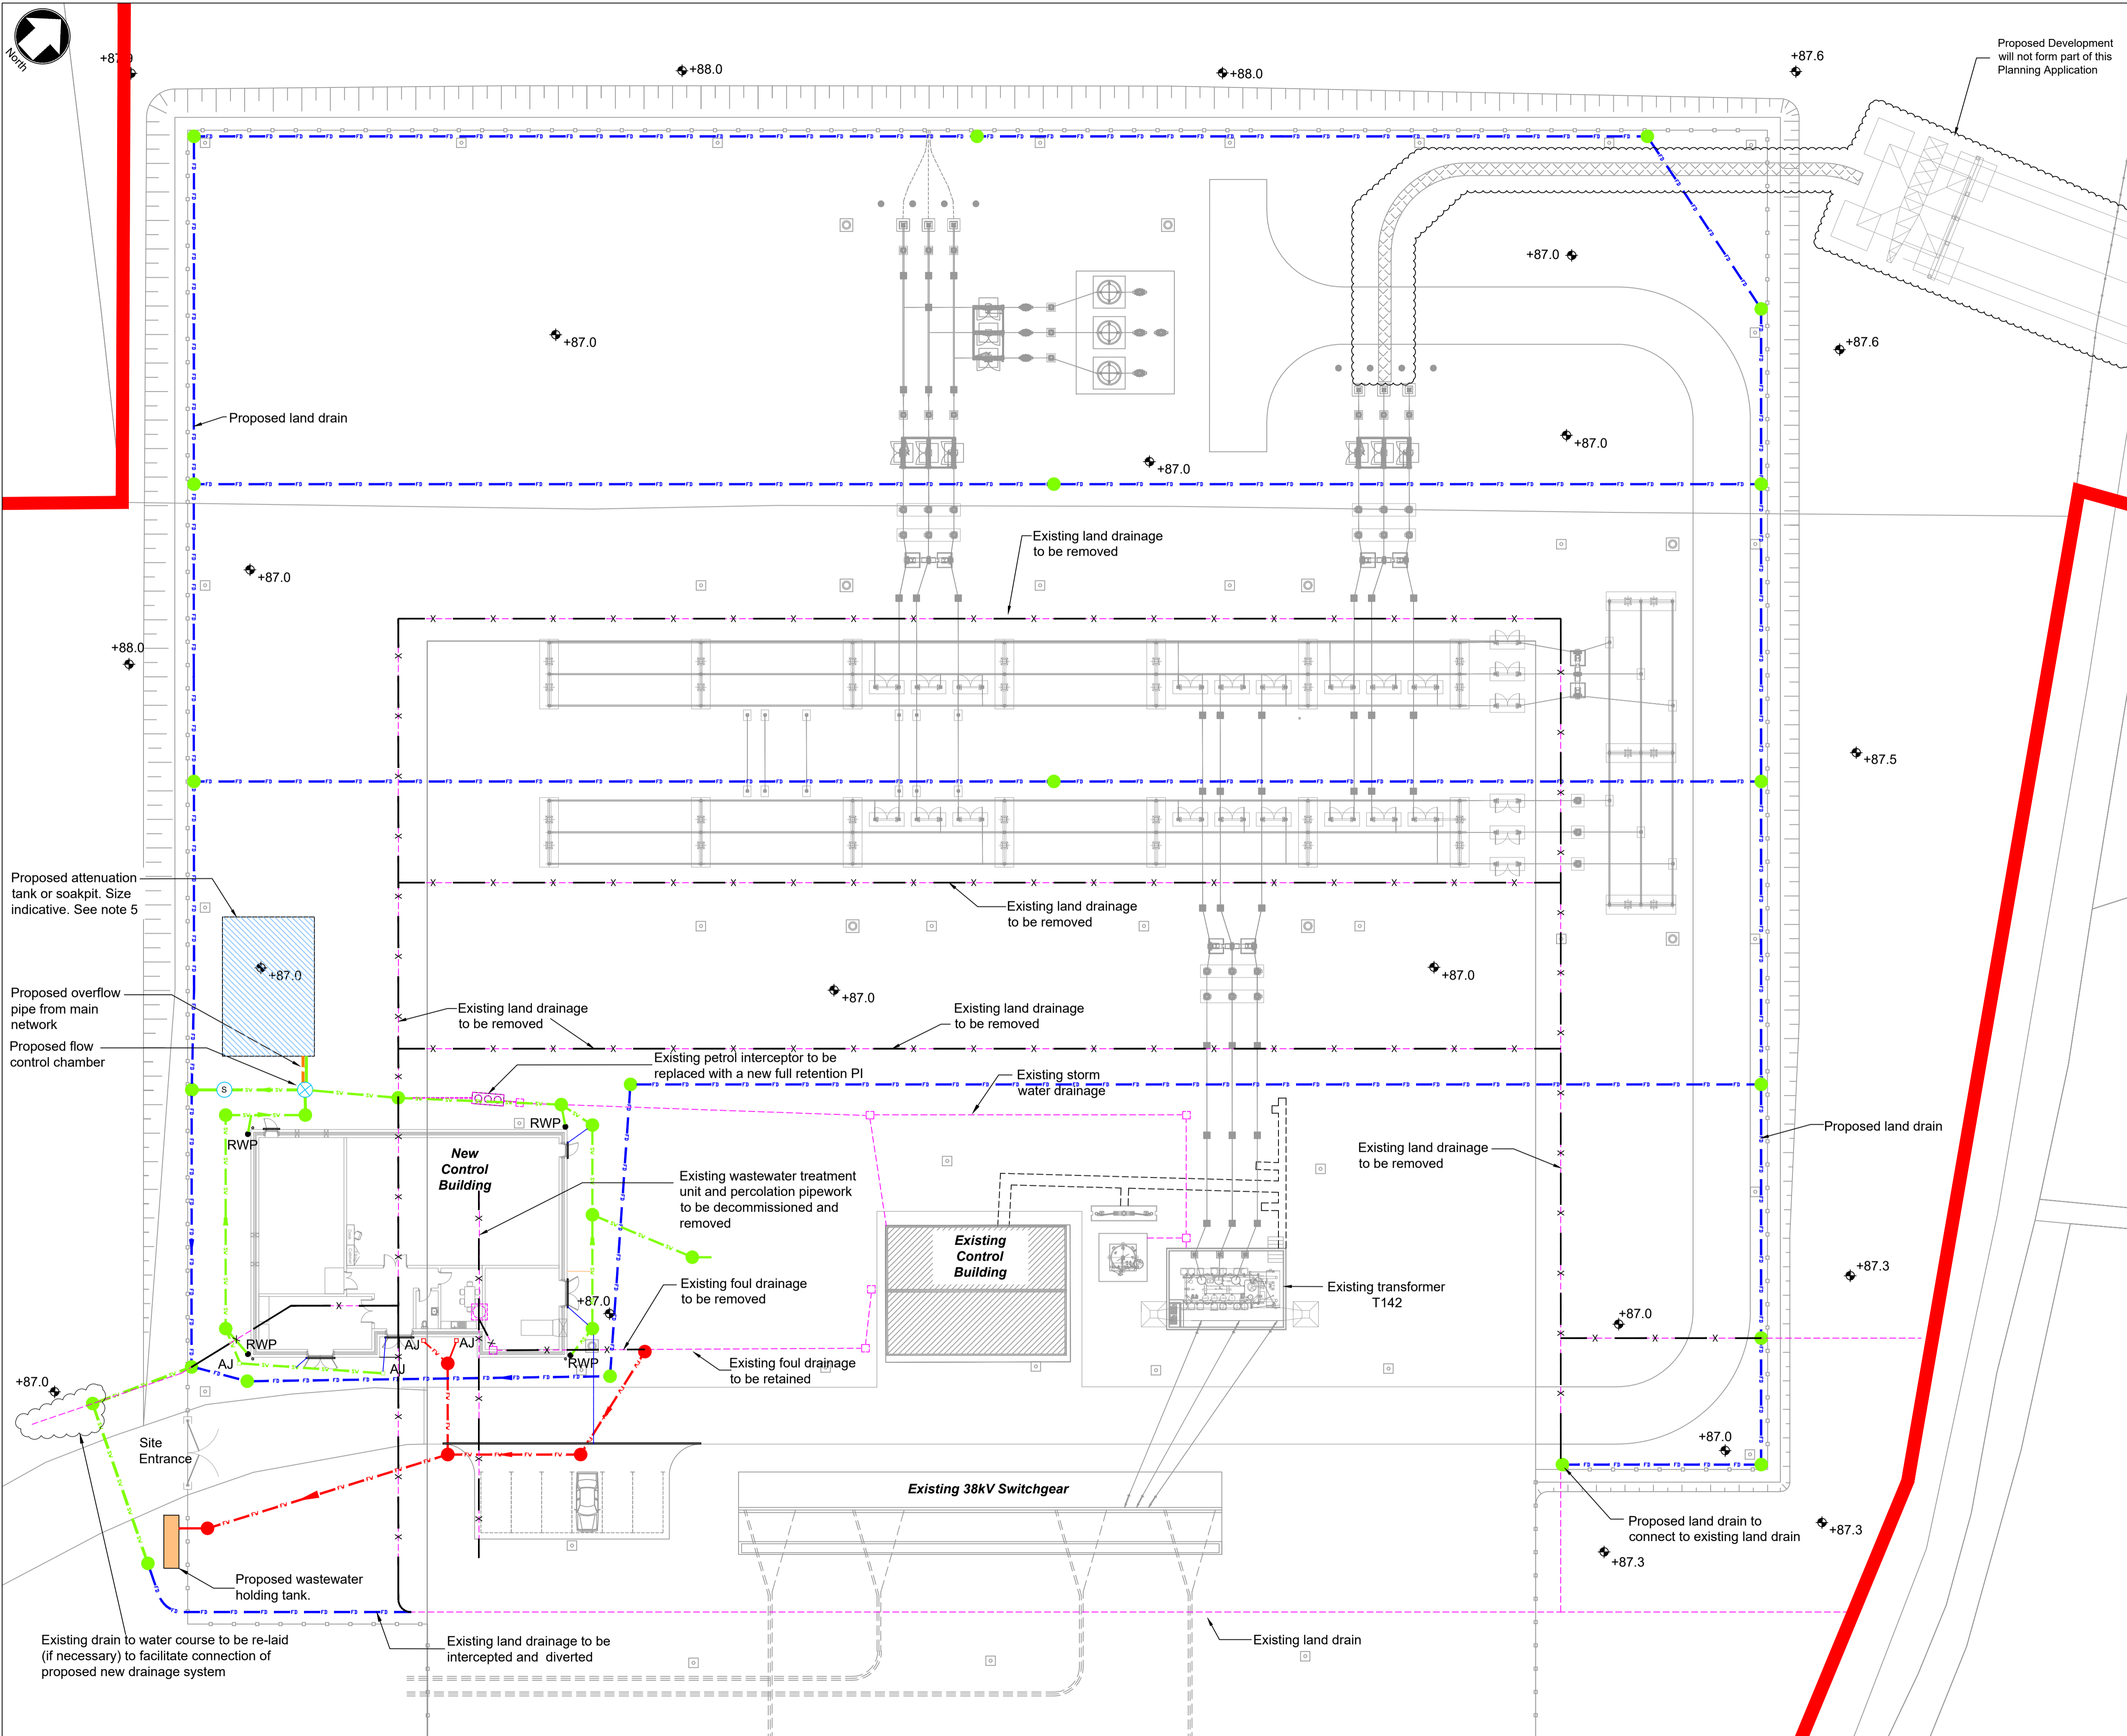 North
+87.9
+88.0
+88.0
+87.6
Proposed Development
will not form part of this
Planning Application
+87.0
+87.0
+87.6
Proposed land drain
+87.0
+87.0
Existing land drainage
to be removed
+87.0
+88.0
+87.5
Proposed attenuation
tank or soakpit. Size
indicative. See note 5
Existing land drainage
to be removed
+87.0
+87.0
+87.0
Proposed overflow
pipe from main
network
Existing land drainage
to be removed
Existing land drainage
to be removed
Proposed flow
control chamber
Existing petrol interceptor to be
replaced with a new full retention PI
Existing storm
water drainage
S
RWP
RWP
Proposed land drain
New
Control
Building
Existing land drainage
to be removed
Existing wastewater treatment
unit and percolation pipework
to be decommissioned and
removed
Existing
Control
Building
+87.3
Existing foul drainage
to be removed
Existing transformer
T142
+87.0
+87.0
RWP
AJ
AJ
AJ
AJ
RWP
Existing foul drainage
to be retained
+87.0
Site
Entrance
+87.0
Existing 38kV Switchgear
Proposed land drain to
connect to existing land drain
+87.3
+87.3
Proposed wastewater
holding tank.
Existing drain to water course to be re-laid
(if necessary) to facilitate connection of
proposed new drainage system
Existing land drainage to be
intercepted and diverted
Existing land drain